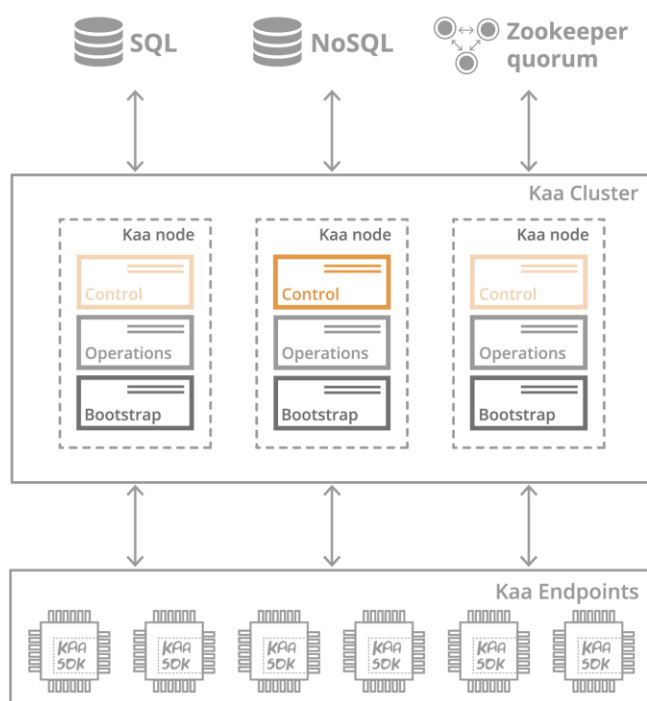 SQL
NoSQL
Zookeeper
quorum
Kaa Cluster
Kaa node
Control
Operations
Bootstrap
Kaa node
Control
Operations
Bootstrap
Kaa node
Control
Operations
Bootstrap
Kaa Endpoints
KAA
SDK
KAA
SDK
KAA
SDK
KAA
SDK
KAA
SDK
KAA
SDK